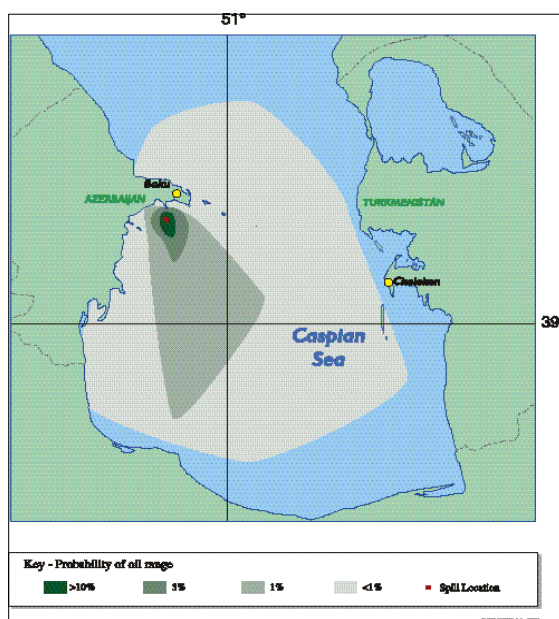 51°
Baku
AZERBAIJAN
TURKMENISTAN
Cheleken
39
Caspian
Sea
Key - Probability of oil range
>10%
5%
1%
<1%
Spill Location